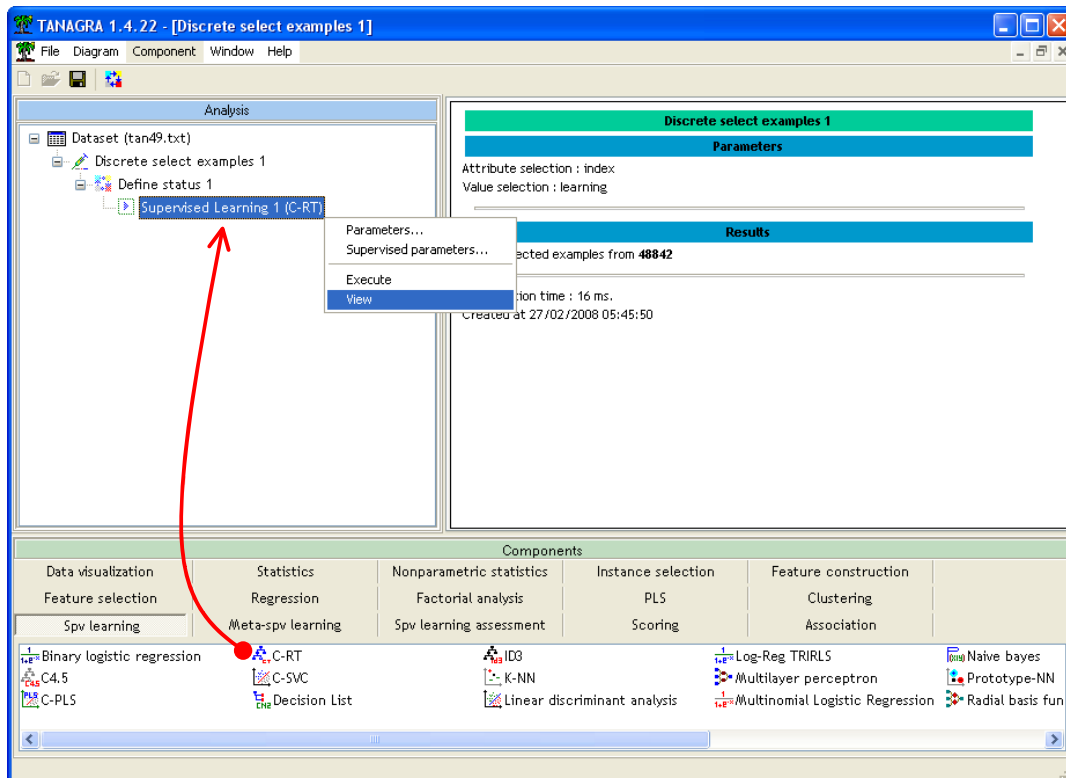 TANAGRA 1.4.22 - [Discrete select examples 1]
File Diagram Component Window Help
Analysis
Dataset (tan49.txt)
Discrete select examples 1
Define status 1
Supervised Learning 1 (C-RT)
Parameters...
Supervised parameters...
Execute
View
Discrete select examples 1
Parameters
Attribute selection : index
Value selection : learning
Results
ected examples from 48842
ion time : 16 ms.
Created at 27/02/2008 05:45:50
Components
Data visualization Statistics Nonparametric statistics Instance selection Feature construction
Feature selection Regression Factorial analysis PLS Clustering
Spv learning Meta-spv learning Spv learning assessment Scoring Association
Binary logistic regression C-RT ID3 Log-Reg TRIRLS Naive bayes
C4.5 C-SVC K-NN Multilayer perceptron Prototype-NN
C-PLS Decision List Linear discriminant analysis Multinomial Logistic Regression Radial basis fun